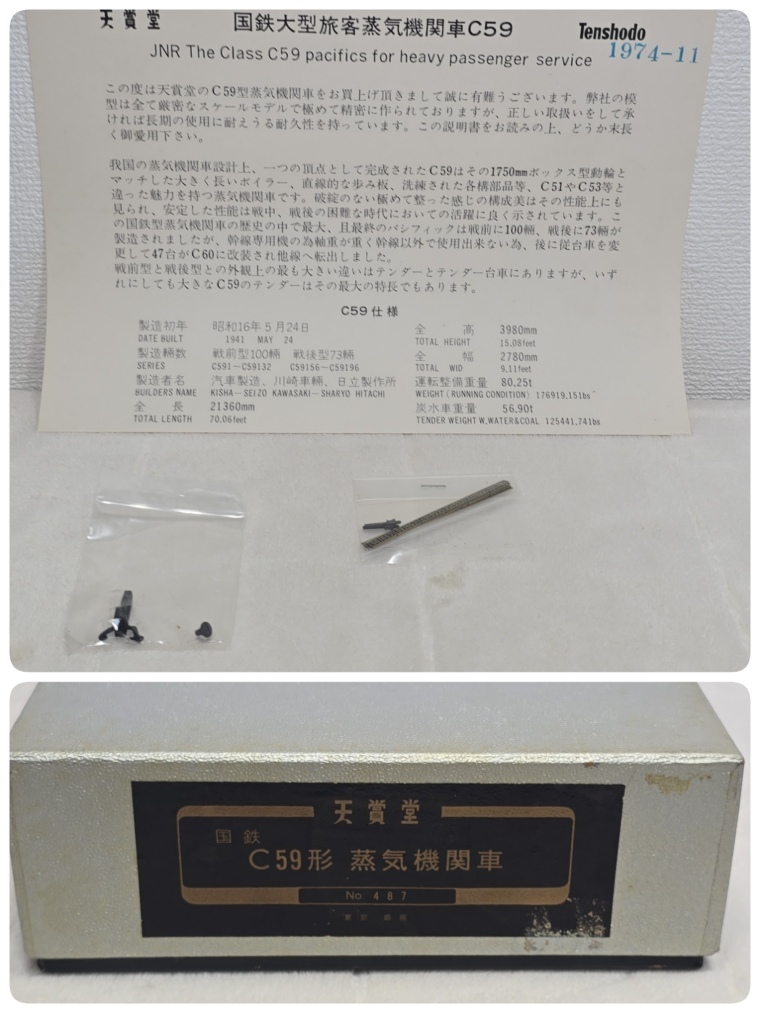 天賞堂
国鉄大型旅客蒸気機関車C59
Tenshodo
JNR The Class C59 pacifics for heavy passenger service
1974-11
この度は天賞堂のC59型蒸気機関車をお買上げ頂きまして誠に有難うございます。弊社の模
型は全て厳密なスケールモデルで極めて精密に作られておりますが、正しい取扱いをして承
ければ長期の使用に耐えうる耐久性を持っています。この説明書をお読みの上、どうか末長
く御愛用下さい。
我国の蒸気機関車設計上、一つの頂点として完成されたC59はその1750mmボックス型動輪と
マッチした大きく長いボイラー、直線的な歩み板、洗練された各構部品等、C51やC53等と
違った魅力を持つ蒸気機関車です。破綻のない極めて整った感じの構成美はその性能上にも
見られ、安定した性能は戦中、戦後の困難な時代においての活躍に良く示されています。こ
の国鉄型蒸気機関車の歴史の中で最大、且最終のパシフィックは戦前に100輛、戦後に73輛が
製造されましたが、幹線専用機の為軸重が重く幹線以外で使用出来ない為、後に従台車を変
更して47台がC60に改装され他線へ転出しました。
戦前型と戦後型との外観上の最も大きい違いはテンダーとテンダー台車にありますが、いず
れにしても大きなC59のテンダーはその最大の特長でもあります。
C59仕様
製造初年 昭和16年5月24日
DATE BUILT 1941 MAY 24
製造輛数 戦前型100輛 戦後型73輛
SERIES C591－C59132 C59156－C59196
製造者名 汽車製造、川崎車輛、日立製作所
BUILDERS NAME KISHA－SEIZO KAWASAKI－SHARYO HITACHI
全長 21360mm
TOTAL LENGTH 70.06feet
全高 3980mm
TOTAL HEIGHT 15.08feet
全幅 2780mm
TOTAL WID 9.11feet
運転整備重量 80.25t
WEIGHT (RUNNING CONDITION) 176919,151bs
炭水車重量 56.90t
TENDER WEIGHT W,WATER&COAL 125441,741bs
天賞堂
国鉄
C59形 蒸気機関車
No 487
東京 銀座